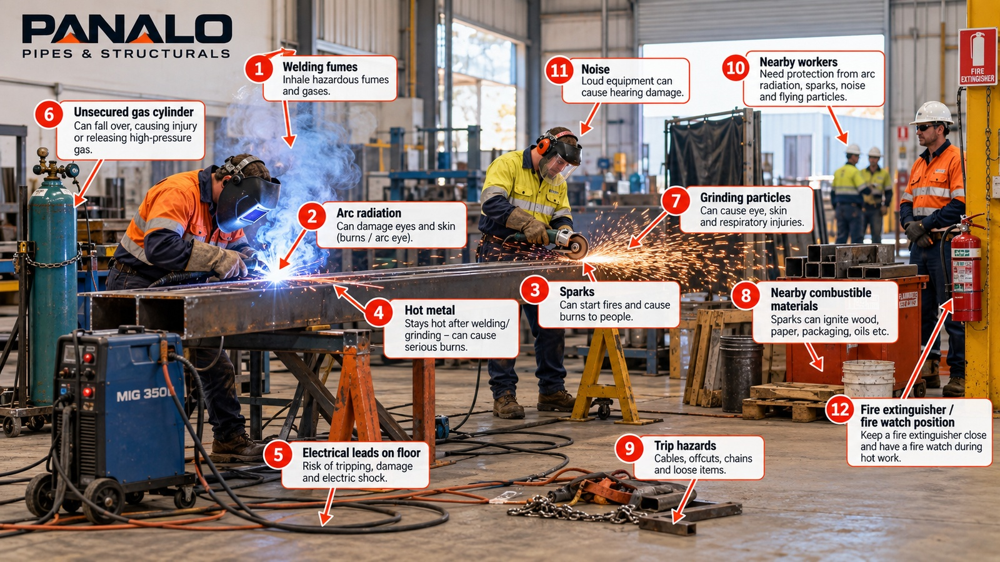 PANALO
PIPES & STRUCTURALS
1
Welding fumes
Inhale hazardous fumes
and gases.
11
Noise
Loud equipment can
cause hearing damage.
10
Nearby workers
Need protection from arc
radiation, sparks, noise
and flying particles.
FIRE
EXTINGUISHER
6
Unsecured gas cylinder
Can fall over, causing injury
or releasing high-pressure
gas.
2
Arc radiation
Can damage eyes and skin
(burns / arc eye).
7
Grinding particles
Can cause eye, skin
and respiratory injuries.
3
Sparks
Can start fires and cause
burns to people.
8
Nearby combustible
materials
Sparks can ignite wood,
paper, packaging, oils etc.
4
Hot metal
Stays hot after welding/
grinding – can cause
serious burns.
MIG 350
12
Fire extinguisher /
fire watch position
Keep a fire extinguisher close
and have a fire watch during
hot work.
5
Electrical leads on floor
Risk of tripping, damage
and electric shock.
9
Trip hazards
Cables, offcuts, chains
and loose items.